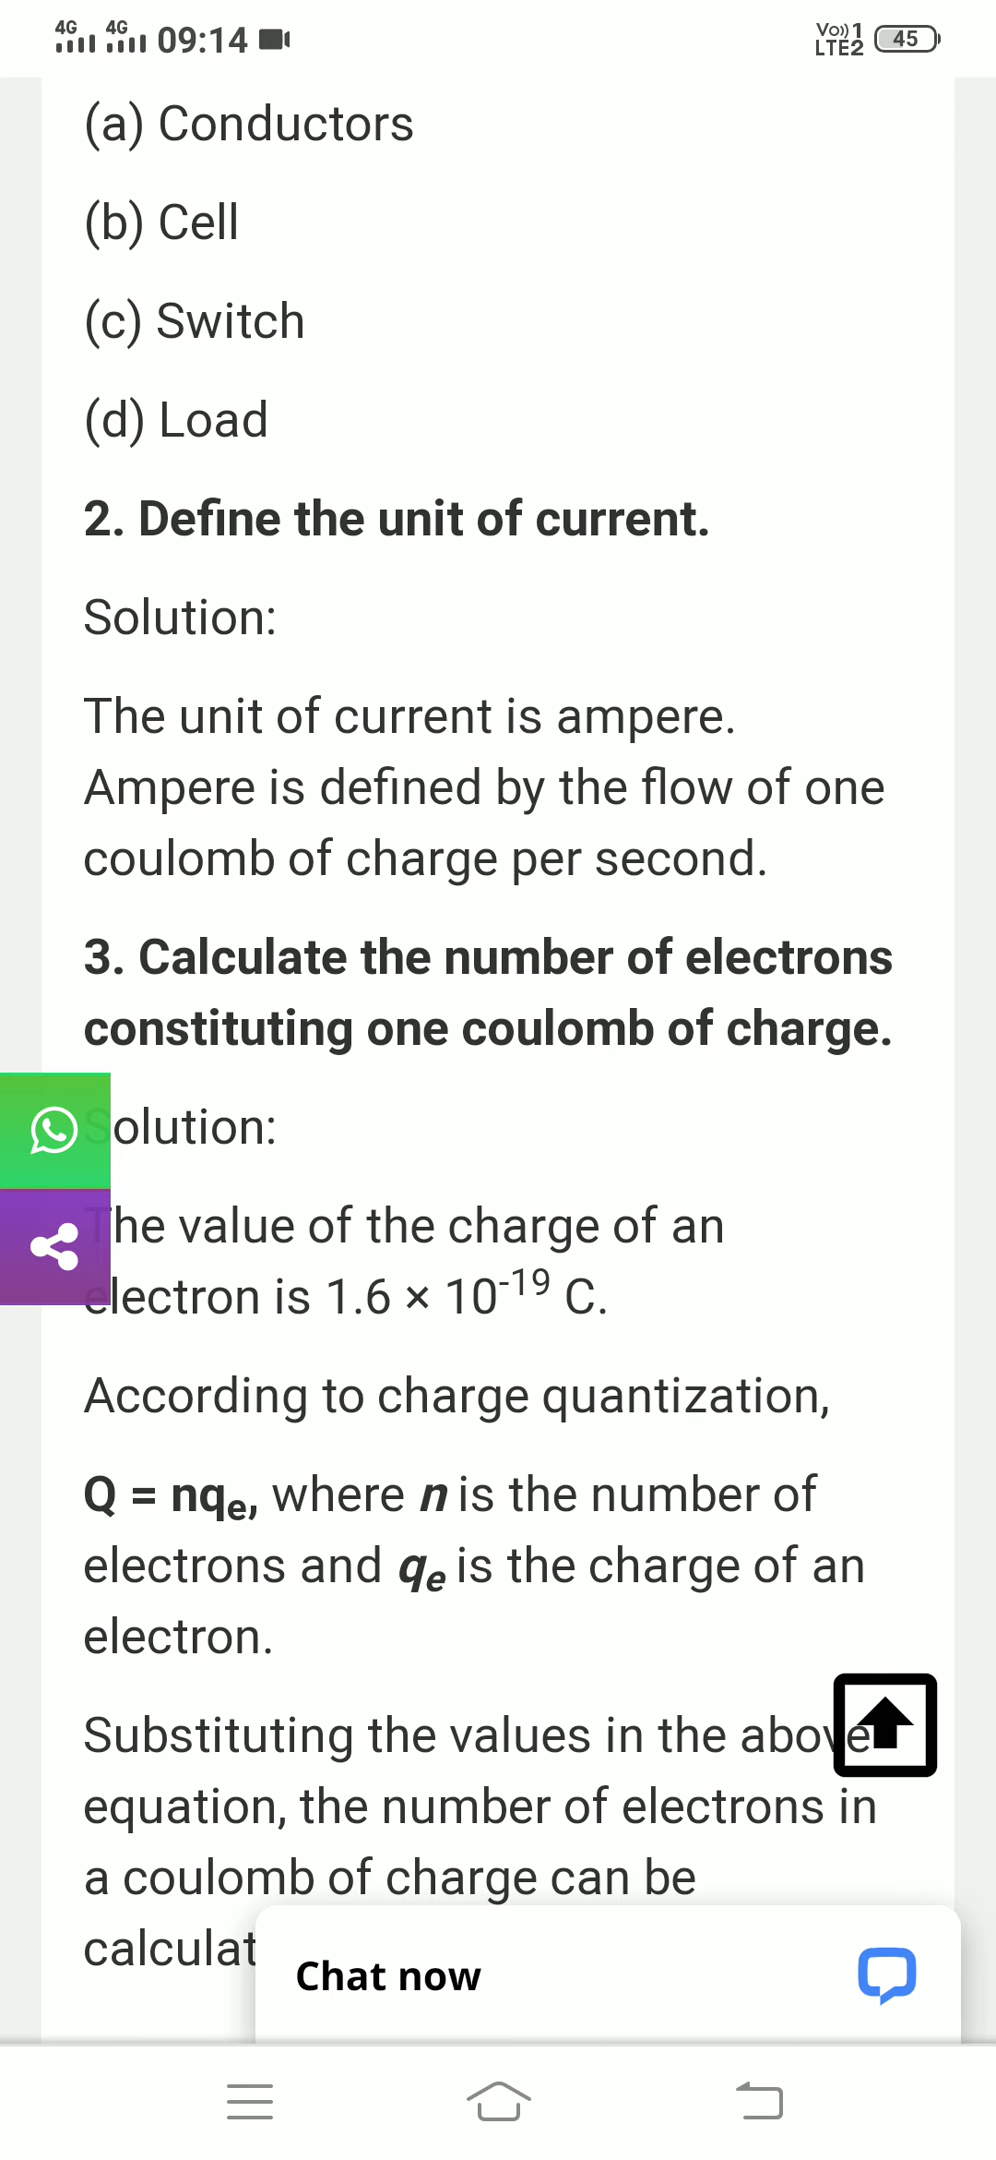 4G 4G 09:14 Vo))1 LTE2 45
(a) Conductors
(b) Cell
(c) Switch
(d) Load
2. Define the unit of current.
Solution:
The unit of current is ampere.
Ampere is defined by the flow of one
coulomb of charge per second.
3. Calculate the number of electrons
constituting one coulomb of charge.
Solution:
The value of the charge of an
electron is 1.6 × 10⁻¹⁹ C.
According to charge quantization,
Q = nqₑ, where n is the number of
electrons and qₑ is the charge of an
electron.
Substituting the values in the above
equation, the number of electrons in
a coulomb of charge can be
calculat
Chat now